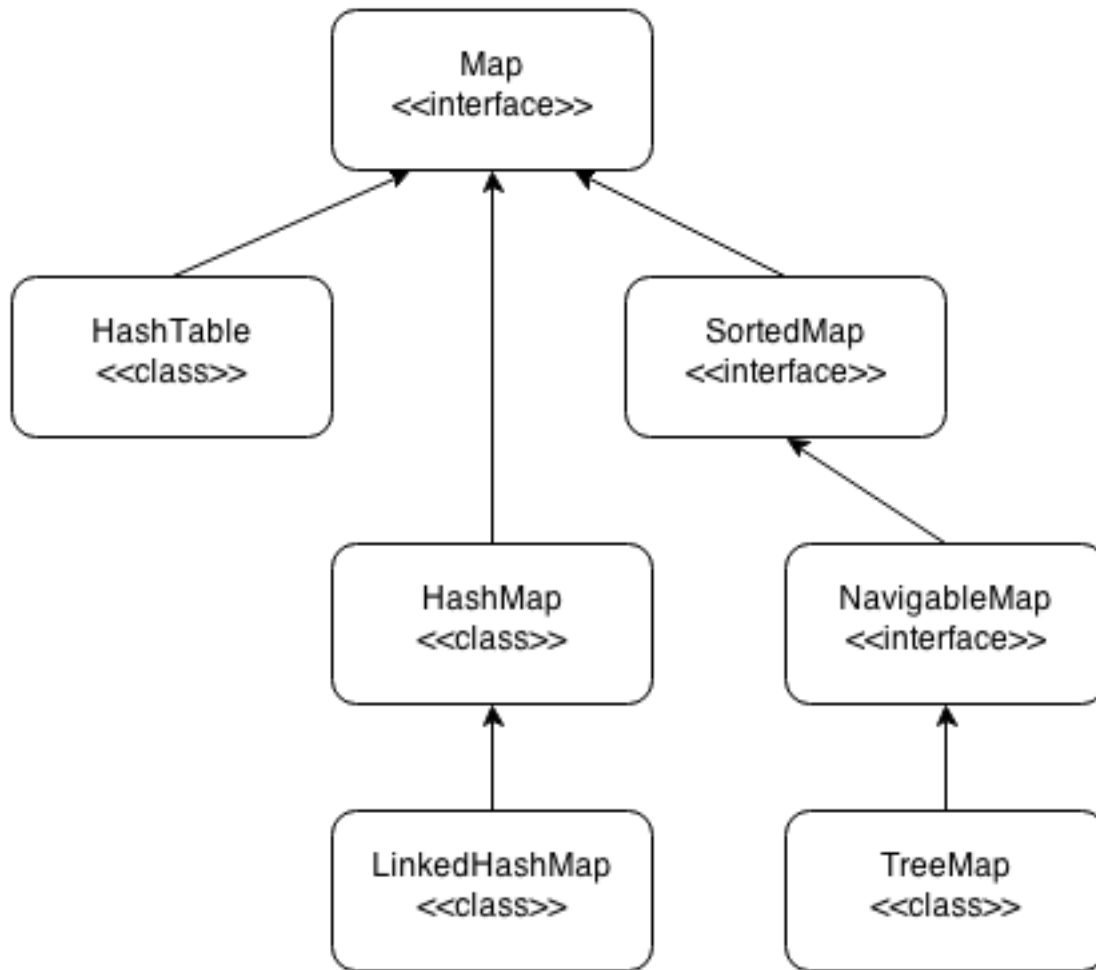 Map
<<interface>>
HashTable
<<class>>
SortedMap
<<interface>>
HashMap
<<class>>
NavigableMap
<<interface>>
LinkedHashMap
<<class>>
TreeMap
<<class>>